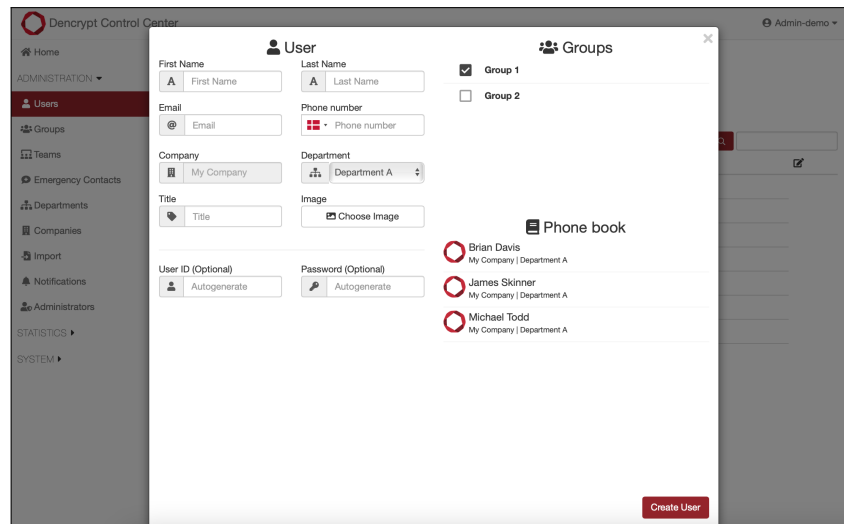 Dencrypt Control Center
Admin-demo
Home
ADMINISTRATION
Users
Groups
Teams
Emergency Contacts
Departments
Companies
Import
Notifications
Administrators
STATISTICS
SYSTEM
User
First Name
Last Name
A First Name
A Last Name
Email
Phone number
@ Email
Phone number
Company
Department
My Company
Department A
Title
Image
Title
Choose Image
User ID (Optional)
Password (Optional)
Autogenerate
Autogenerate
Groups
×
Group 1
Group 2
Phone book
Brian Davis
My Company | Department A
James Skinner
My Company | Department A
Michael Todd
My Company | Department A
Create User